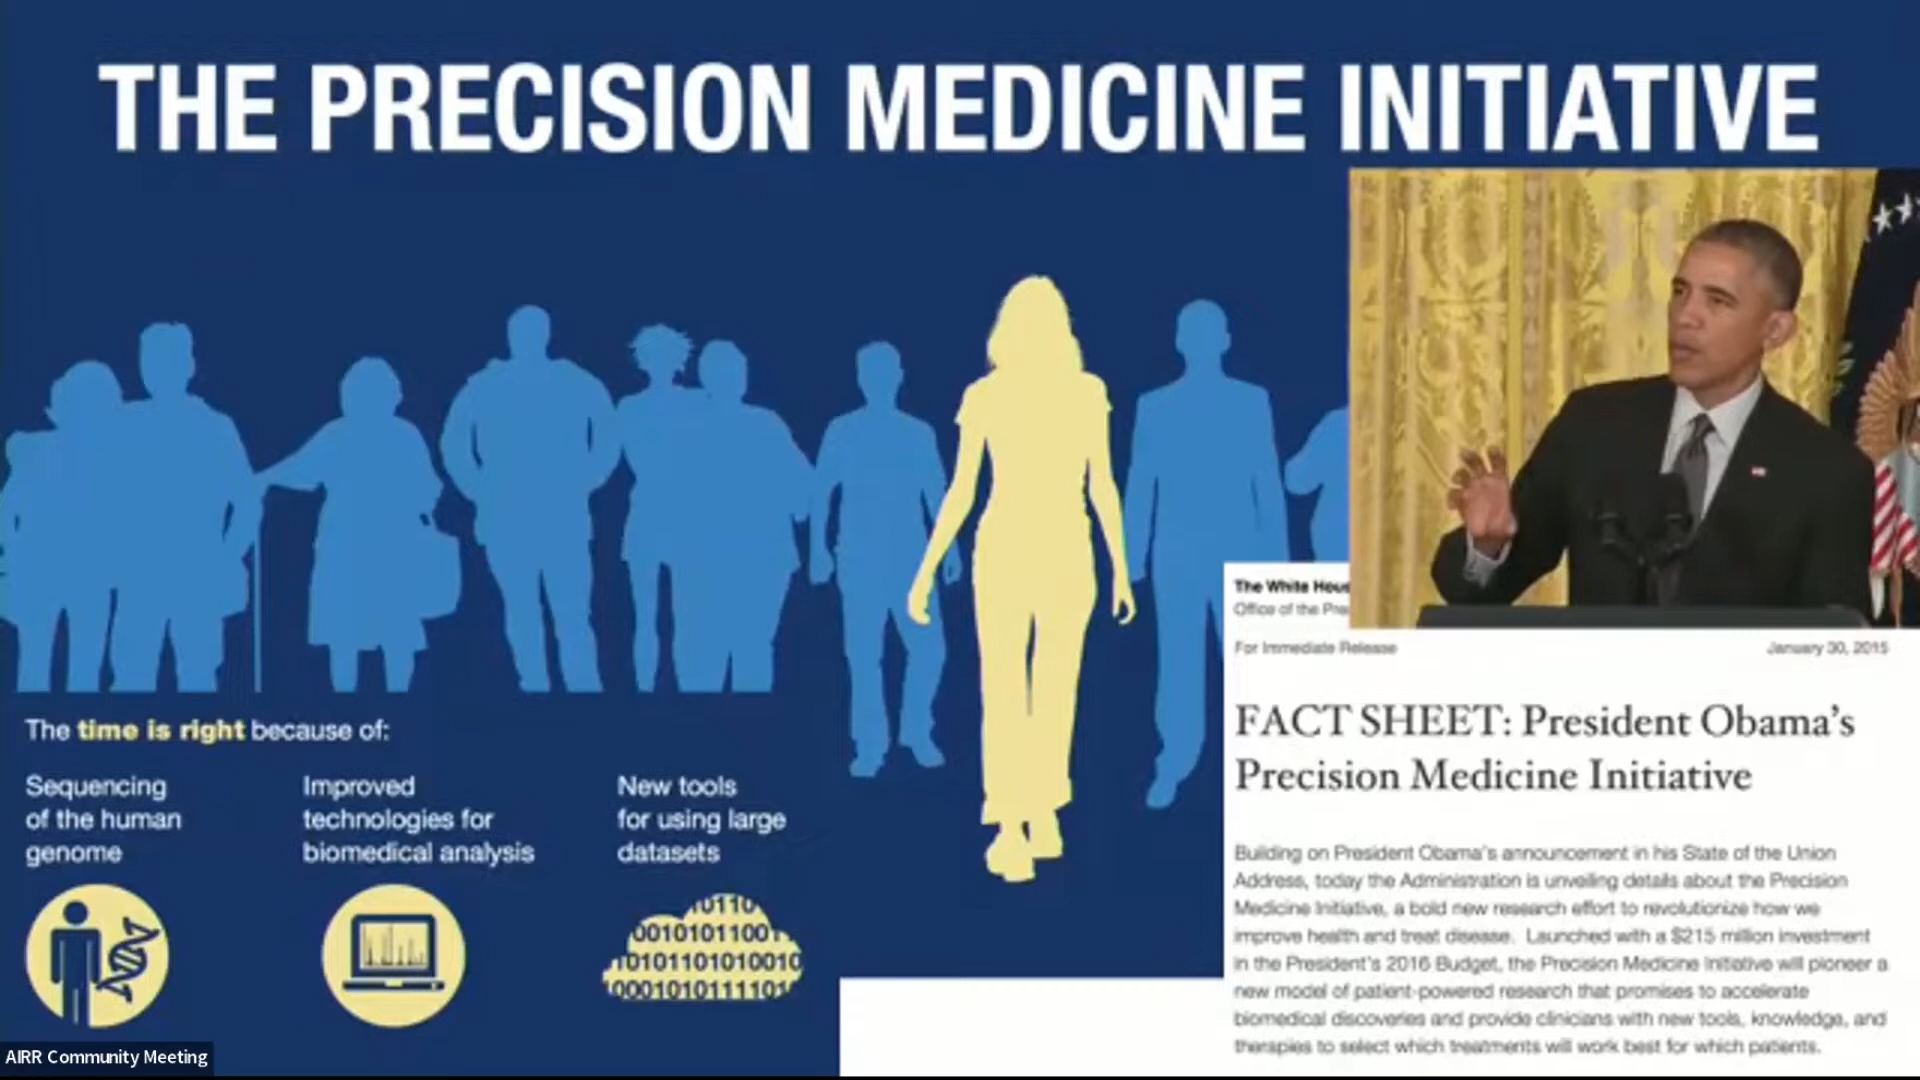 THE PRECISION MEDICINE INITIATIVE
The time is right because of:
Sequencing
of the human
genome
Improved
technologies for
biomedical analysis
New tools
for using large
datasets
10110
00101011001
10101101010010
000101011110
The White Hous
Office of the Pre
For Immediate Release January 30, 2015
FACT SHEET: President Obama's
Precision Medicine Initiative
Building on President Obama's announcement in his State of the Union
Address, today the Administration is unveiling details about the Precision
Medicine Initiative, a bold new research effort to revolutionize how we
improve health and treat disease. Launched with a $215 million investment
in the President's 2016 Budget, the Precision Medicine Initiative will pioneer a
new model of patient-powered research that promises to accelerate
biomedical discoveries and provide clinicians with new tools, knowledge, and
therapies to select which treatments will work best for which patients.
AIRR Community Meeting